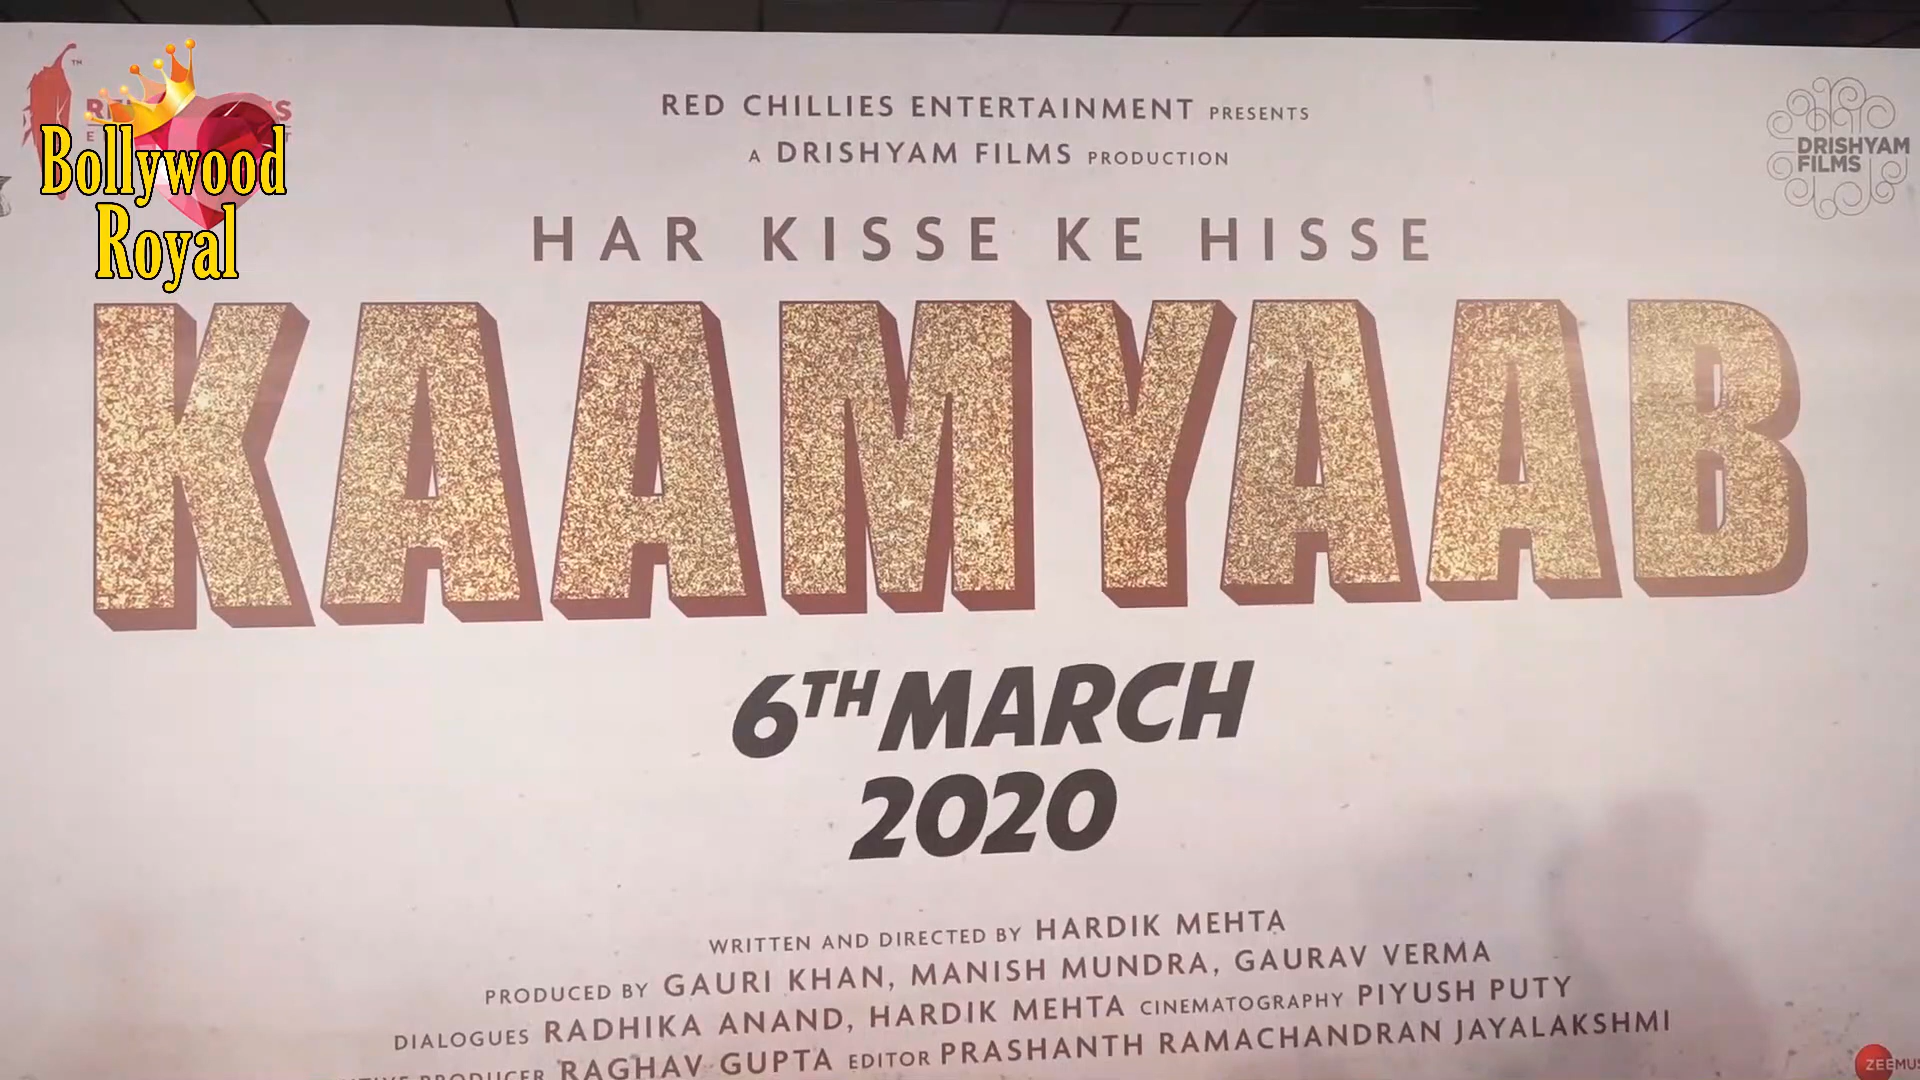 Bollywood
Royal
RED CHILLIES ENTERTAINMENT PRESENTS
A DRISHYAM FILMS PRODUCTION
DRISHYAM
FILMS
HAR KISSE KE HISSE
KAAMYAAB
6TH MARCH
2020
WRITTEN AND DIRECTED BY HARDIK MEHTA
PRODUCED BY GAURI KHAN, MANISH MUNDRA, GAURAV VERMA
DIALOGUES RADHIKA ANAND, HARDIK MEHTA CINEMATOGRAPHY PIYUSH PUTY
PRODUCER RAGHAV GUPTA EDITOR PRASHANTH RAMACHANDRAN JAYALAKSHMI